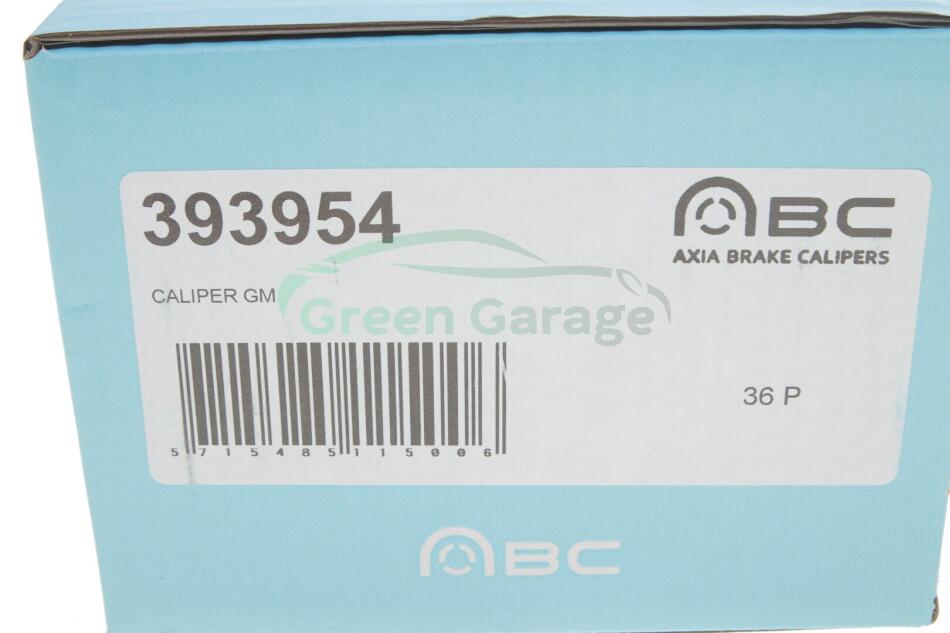 393954
ABC
AXIA BRAKE CALIPERS
CALIPER GM
Green Garage
36 P
5 715485 115006
ABC